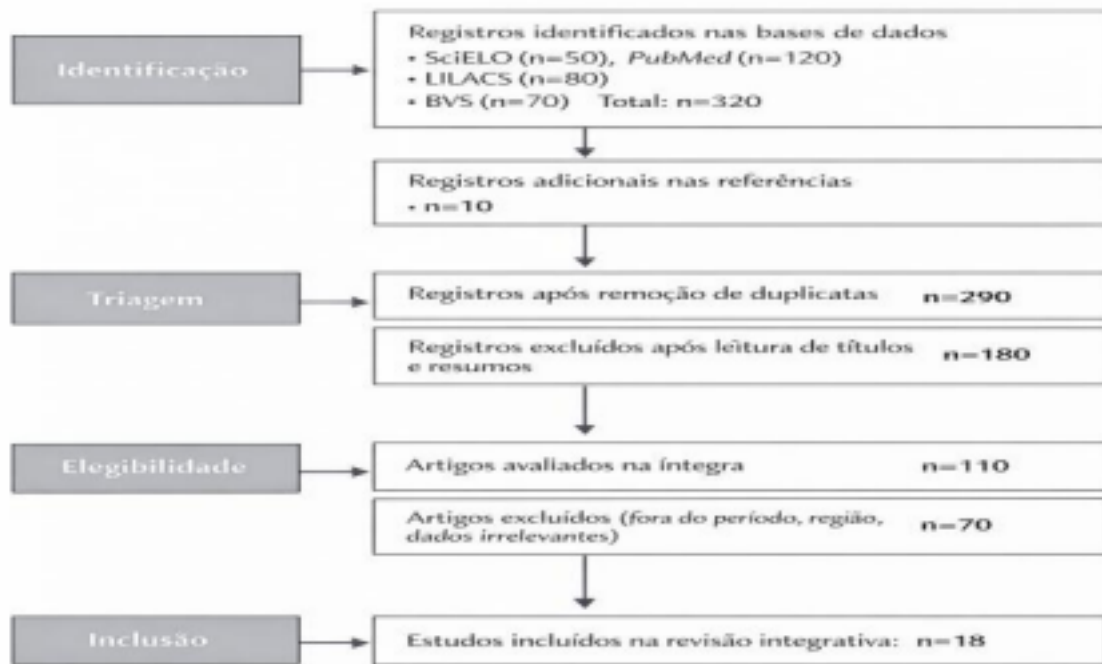 Identificação
Registros identificados nas bases de dados
• SciELO (n=50), PubMed (n=120)
• LILACS (n=80)
• BVS (n=70) Total: n=320
Registros adicionais nas referências
• n=10
Triagem
Registros após remoção de duplicatas n=290
Registros excluídos após leitura de títulos
e resumos n=180
Elegibilidade
Artigos avaliados na íntegra n=110
Artigos excluídos (fora do período, região,
dados irrelevantes) n=70
Inclusão
Estudos incluídos na revisão integrativa: n=18